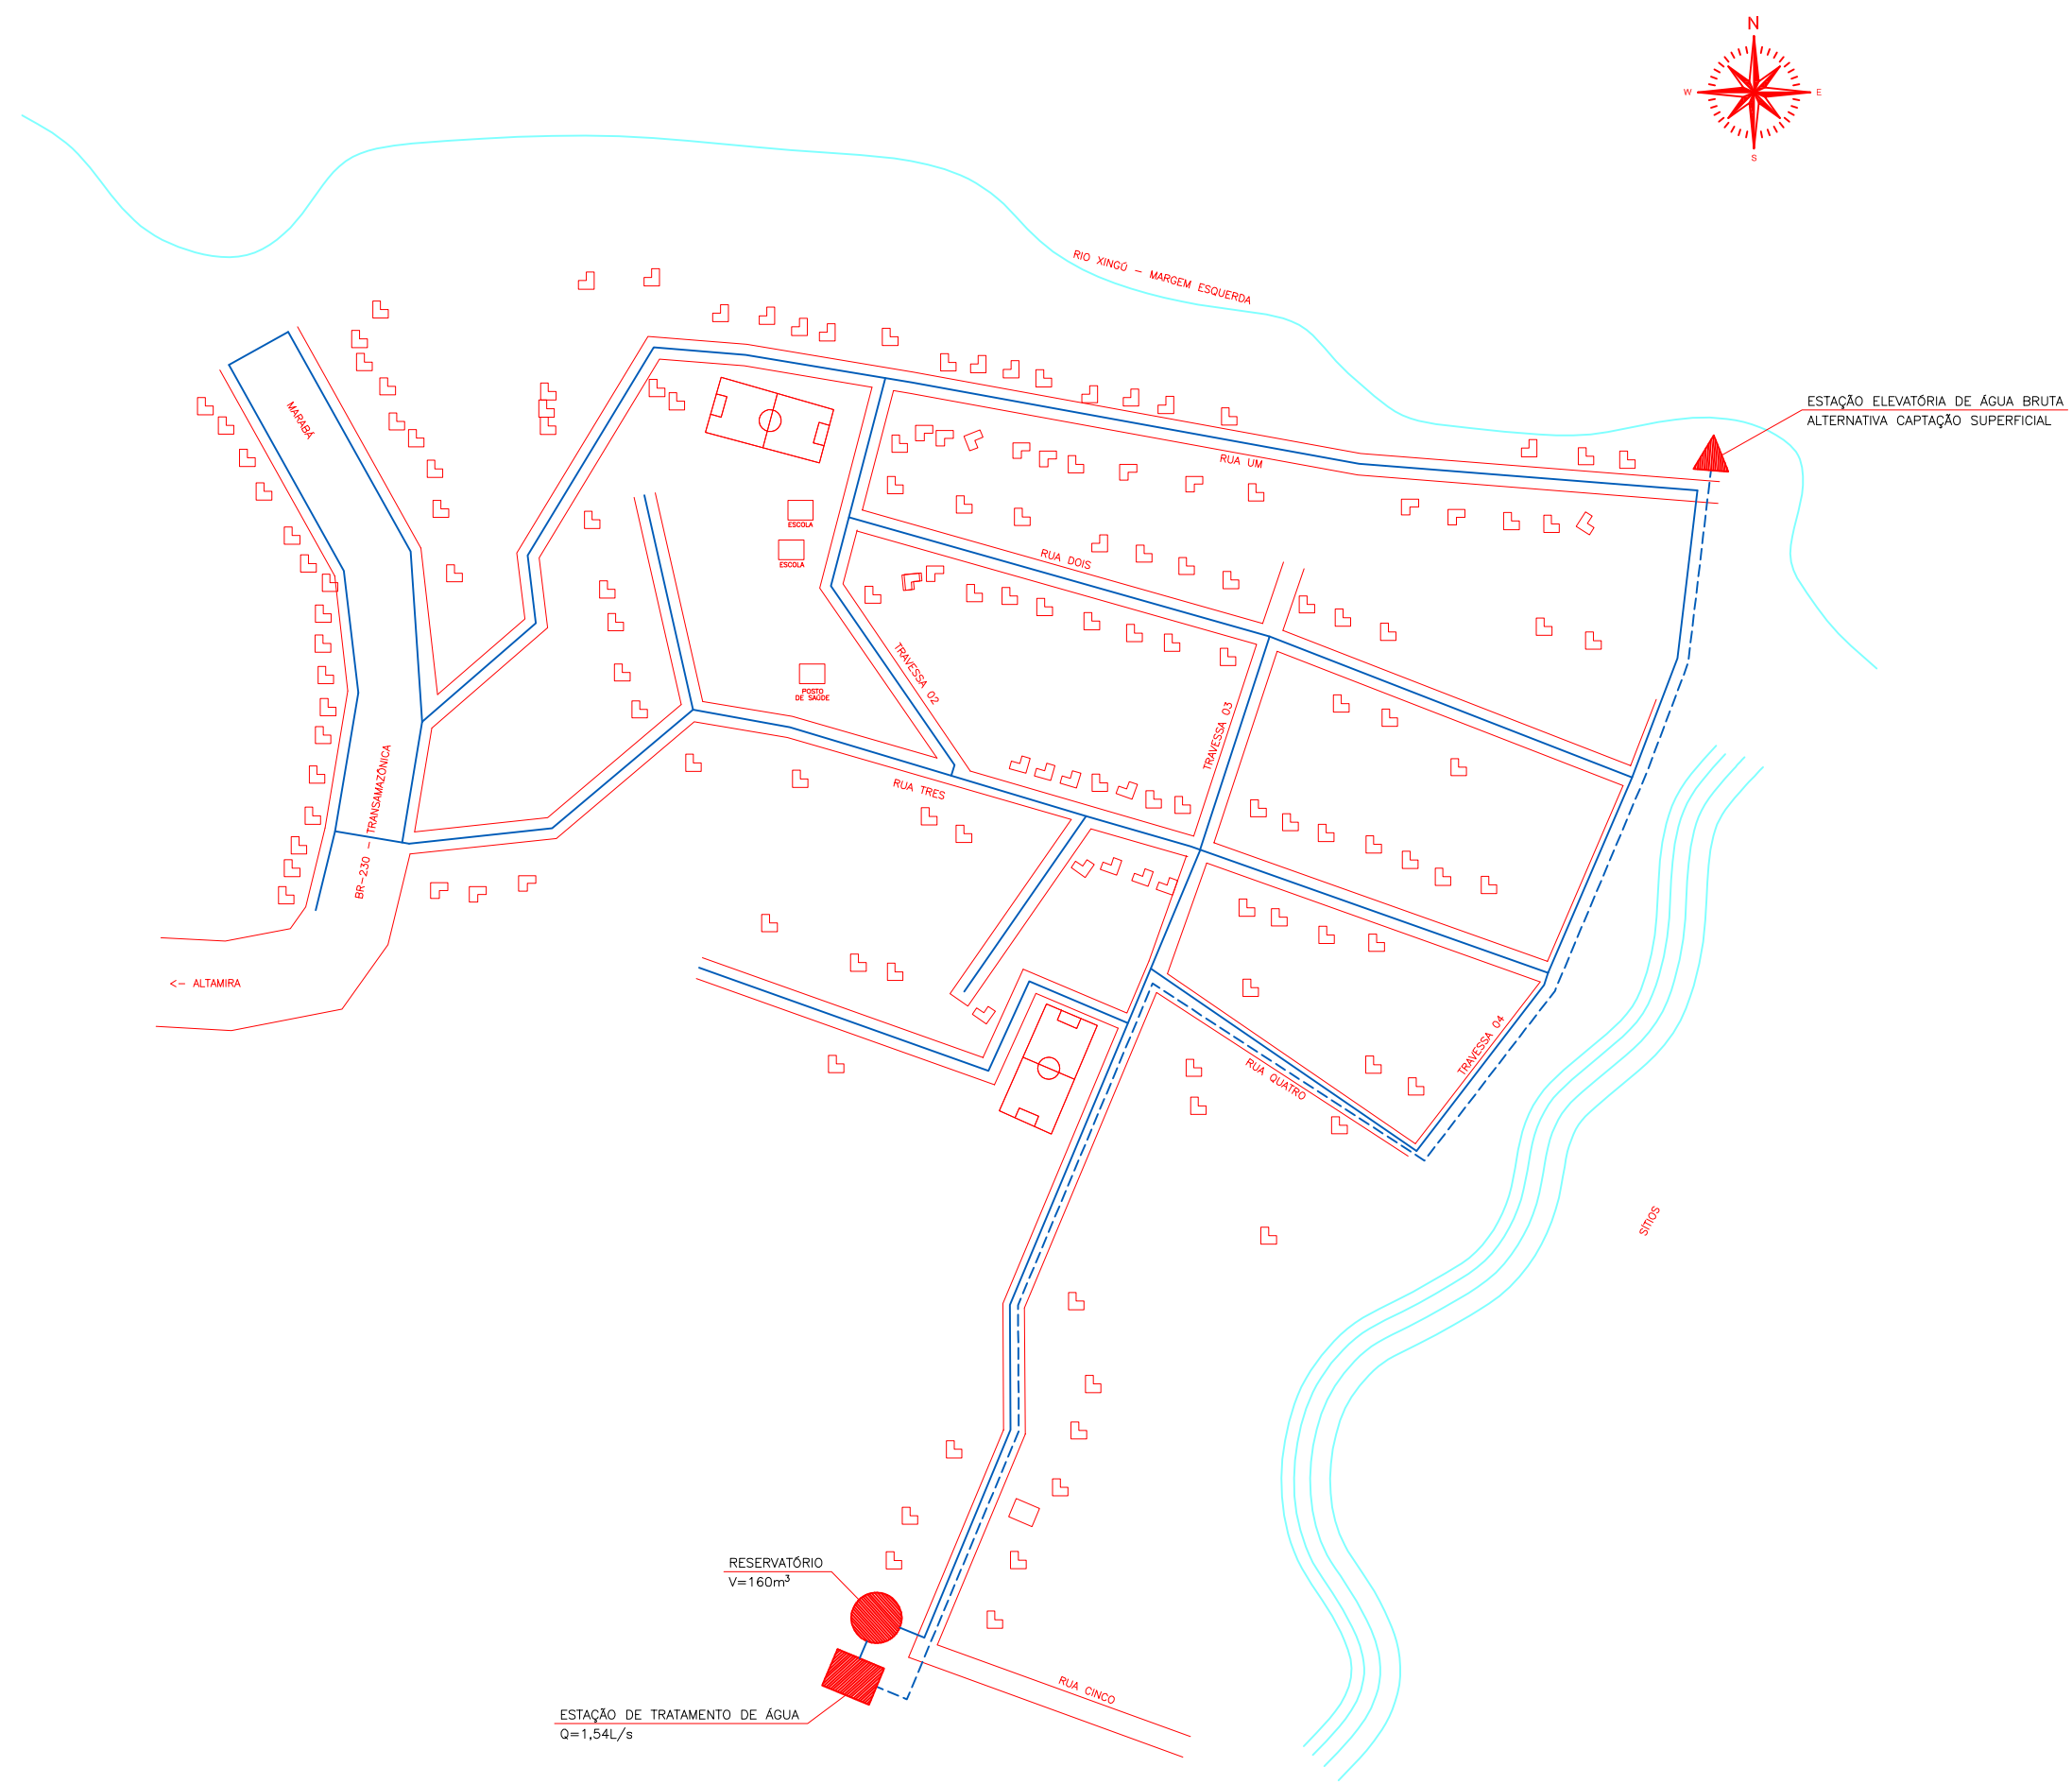 N
W
E
S
RIO XINGÓ - MARGEM ESQUERDA
ESTAÇÃO ELEVATÓRIA DE ÁGUA BRUTA
ALTERNATIVA CAPTAÇÃO SUPERFICIAL
MARABÁ
RUA UM
ESCOLA
ESCOLA
RUA DOIS
TRAVESSA 02
POSTO
DE SAÚDE
TRAVESSA 03
RUA TRES
BR-230 - TRANSAMAZÔNICA
<- ALTAMIRA
TRAVESSA 04
RUA QUATRO
SÍTIOS
RESERVATÓRIO
V=160m³
RUA CINCO
ESTAÇÃO DE TRATAMENTO DE ÁGUA
Q=1,54L/s